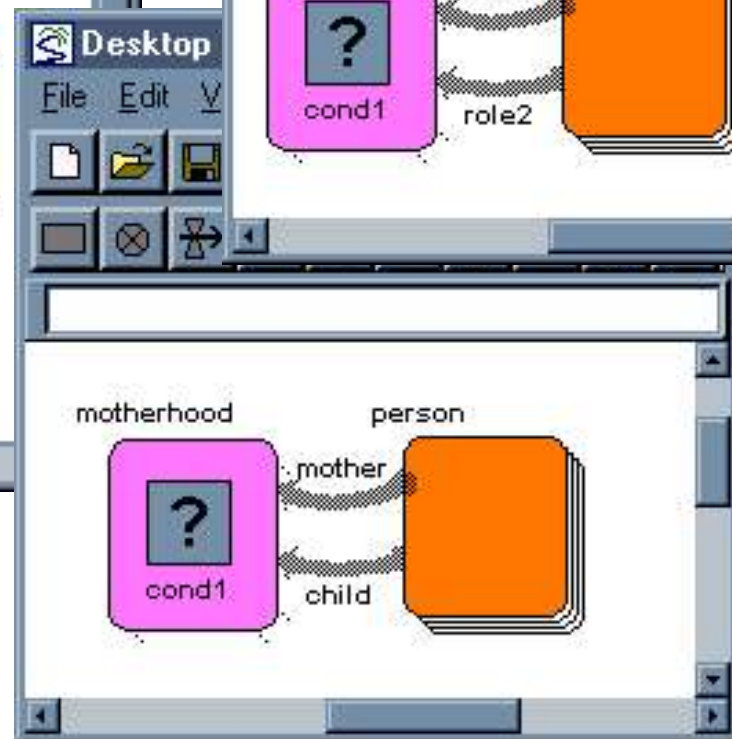 Desktop
File Edit V
?
cond1
role2
motherhood person
mother
?
cond1
child